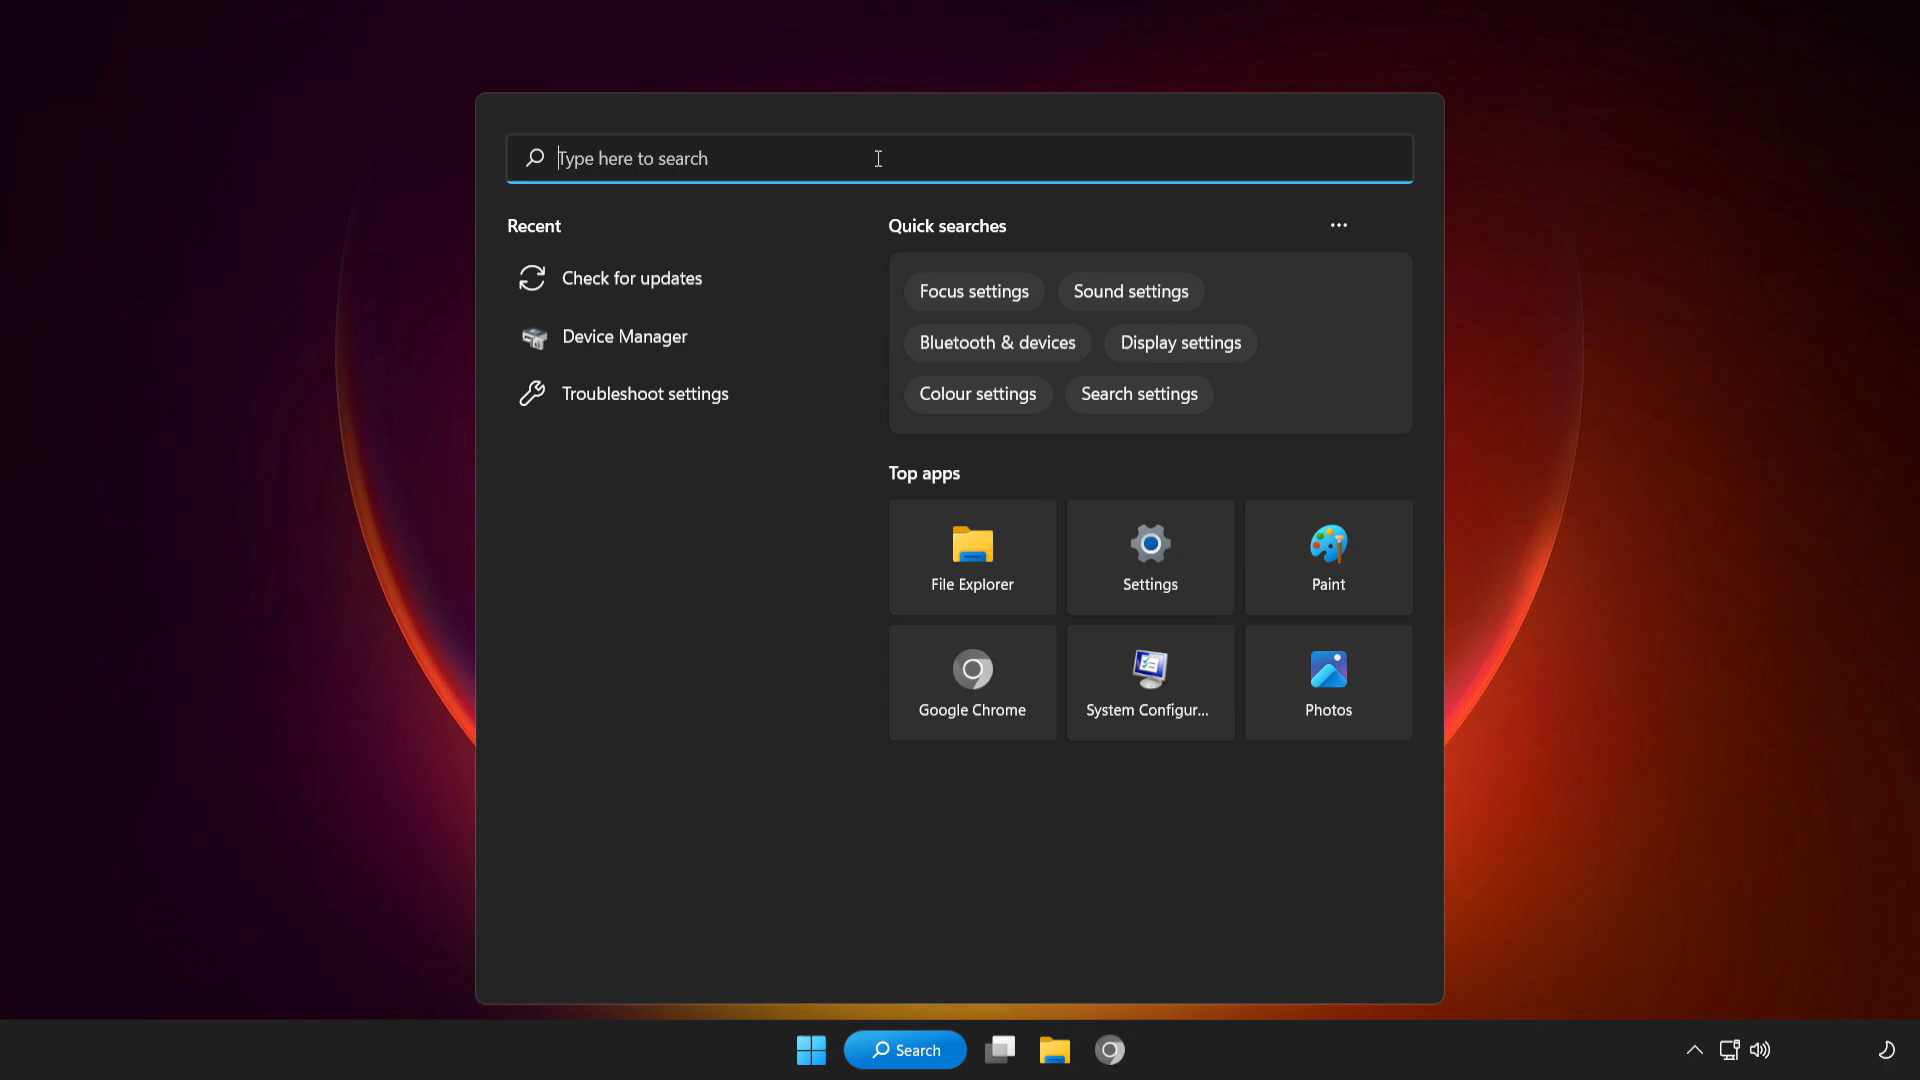 Type here to search
Recent
Check for updates
Device Manager
Troubleshoot settings
Quick searches
Focus settings
Sound settings
Bluetooth & devices
Display settings
Colour settings
Search settings
Top apps
File Explorer
Settings
Paint
Google Chrome
System Configur...
Photos
Search